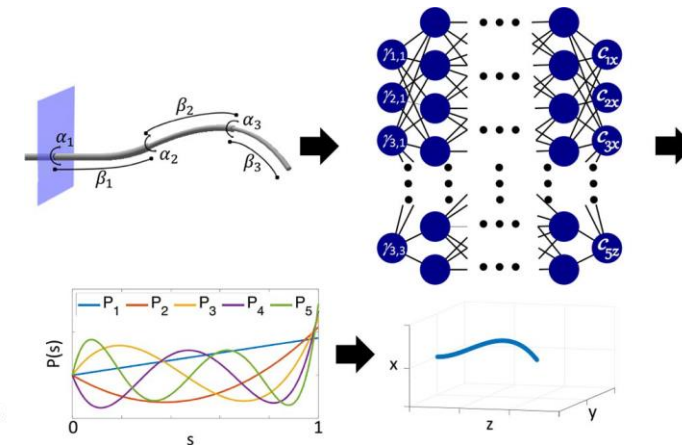 α₁
β₁
α₂
β₂
α₃
β₃
γ₁,₁
γ₂,₁
γ₃,₁
γ₃,₃
C₁ₓ
C₂ₓ
C₃ₓ
C₅z
P₁ P₂ P₃ P₄ P₅
P(s)
0 1
s
x
z
y